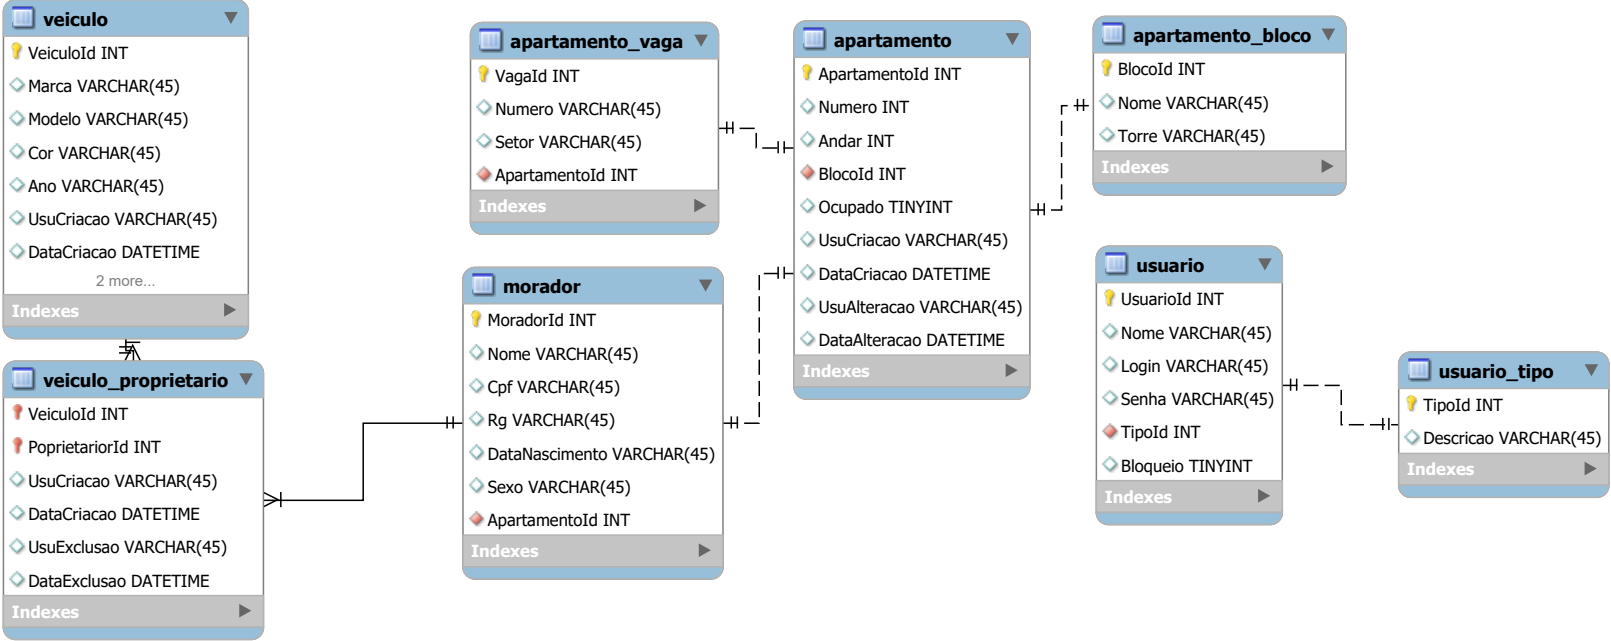 veiculo
VeiculoId INT
Marca VARCHAR(45)
Modelo VARCHAR(45)
Cor VARCHAR(45)
Ano VARCHAR(45)
UsuCriacao VARCHAR(45)
DataCriacao DATETIME
2 more...
Indexes
veiculo_proprietario
VeiculoId INT
PoprietariorId INT
UsuCriacao VARCHAR(45)
DataCriacao DATETIME
UsuExclusao VARCHAR(45)
DataExclusao DATETIME
Indexes
apartamento_vaga
VagaId INT
Numero VARCHAR(45)
Setor VARCHAR(45)
ApartamentoId INT
Indexes
morador
MoradorId INT
Nome VARCHAR(45)
Cpf VARCHAR(45)
Rg VARCHAR(45)
DataNascimento VARCHAR(45)
Sexo VARCHAR(45)
ApartamentoId INT
Indexes
apartamento
ApartamentoId INT
Numero INT
Andar INT
BlocoId INT
Ocupado TINYINT
UsuCriacao VARCHAR(45)
DataCriacao DATETIME
UsuAlteracao VARCHAR(45)
DataAlteracao DATETIME
Indexes
apartamento_bloco
BlocoId INT
Nome VARCHAR(45)
Torre VARCHAR(45)
Indexes
usuario
UsuarioId INT
Nome VARCHAR(45)
Login VARCHAR(45)
Senha VARCHAR(45)
TipoId INT
Bloqueio TINYINT
Indexes
usuario_tipo
TipoId INT
Descricao VARCHAR(45)
Indexes